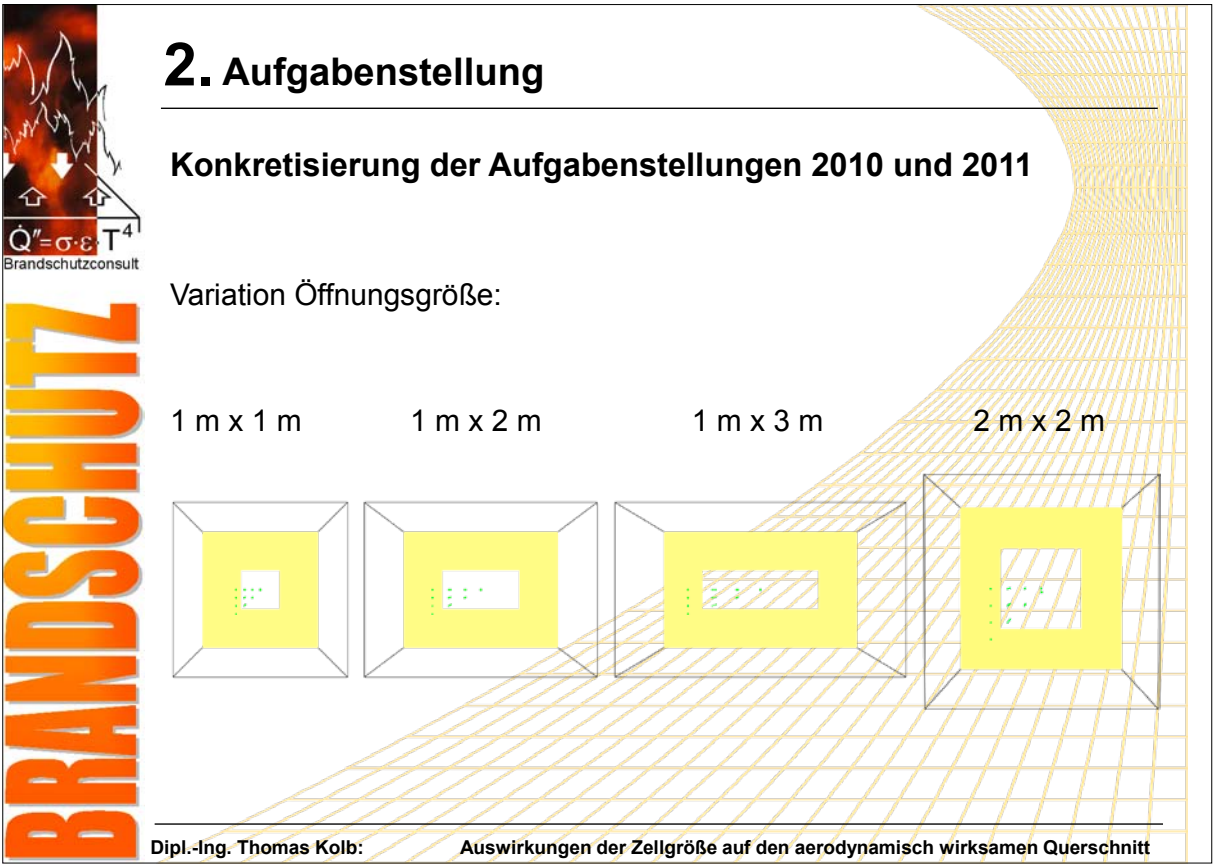 2. Aufgabenstellung
Konkretisierung der Aufgabenstellungen 2010 und 2011
Q̇″=σ·ε·T⁴
Brandschutzconsult
BRANDSCHUTZ
Variation Öffnungsgröße:
1 m x 1 m 1 m x 2 m 1 m x 3 m 2 m x 2 m
Dipl.-Ing. Thomas Kolb: Auswirkungen der Zellgröße auf den aerodynamisch wirksamen Querschnitt